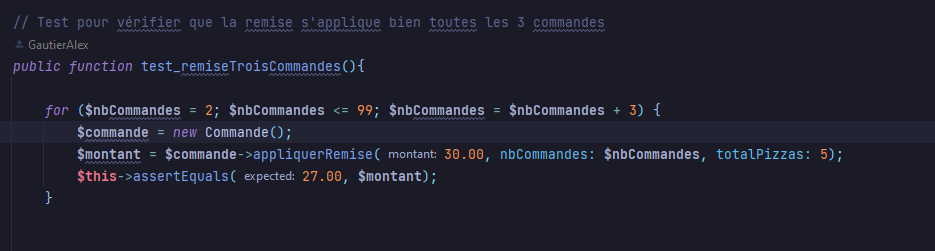 // Test pour vérifier que la remise s'applique bien toutes les 3 commandes
GautierAlex
public function test_remiseTroisCommandes(){
for ($nbCommandes = 2; $nbCommandes <= 99; $nbCommandes = $nbCommandes + 3) {
$commande = new Commande();
$montant = $commande->appliquerRemise( montant: 30.00, nbCommandes: $nbCommandes, totalPizzas: 5);
$this->assertEquals( expected: 27.00, $montant);
}